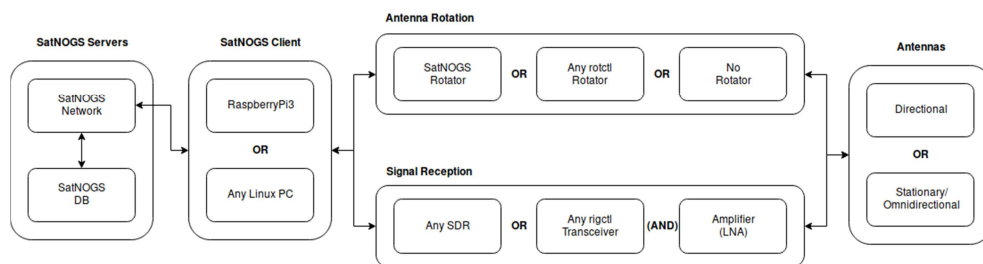 Antenna Rotation
SatNOGS Servers
SatNOGS Client
Antennas
SatNOGS
Network
SatNOGS
DB
RaspberryPi3
OR
Any Linux PC
SatNOGS
Rotator
OR
Any rotctl
Rotator
OR
No
Rotator
Signal Reception
Any SDR
OR
Any rigctl
Transceiver
(AND)
Amplifier
(LNA)
Directional
OR
Stationary/
Omnidirectional